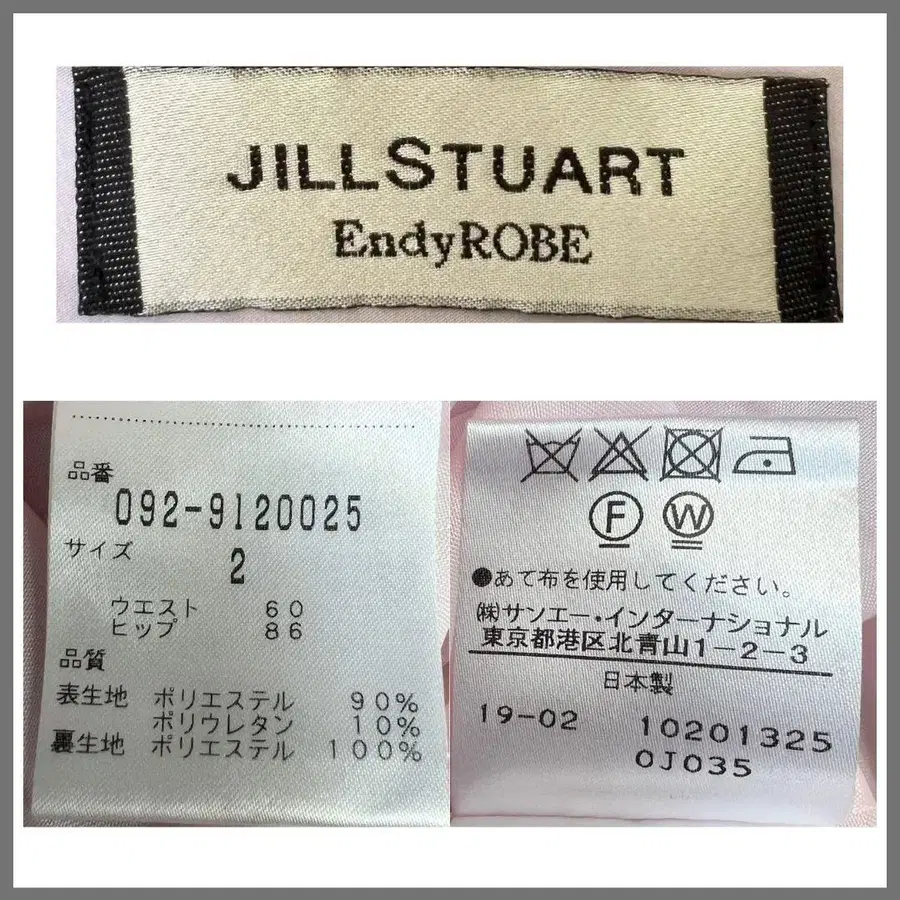 JILLSTUART
EndyROBE
品番
092-9120025
サイズ
2
ウエスト 60
ヒップ 86
品質
表生地 ポリエステル 90%
ポリウレタン 10%
裏生地 ポリエステル 100%
F W
●あて布を使用してください。
㈱サンエー・インターナショナル
東京都港区北青山1-2-3
日本製
19-02 10201325
0J035